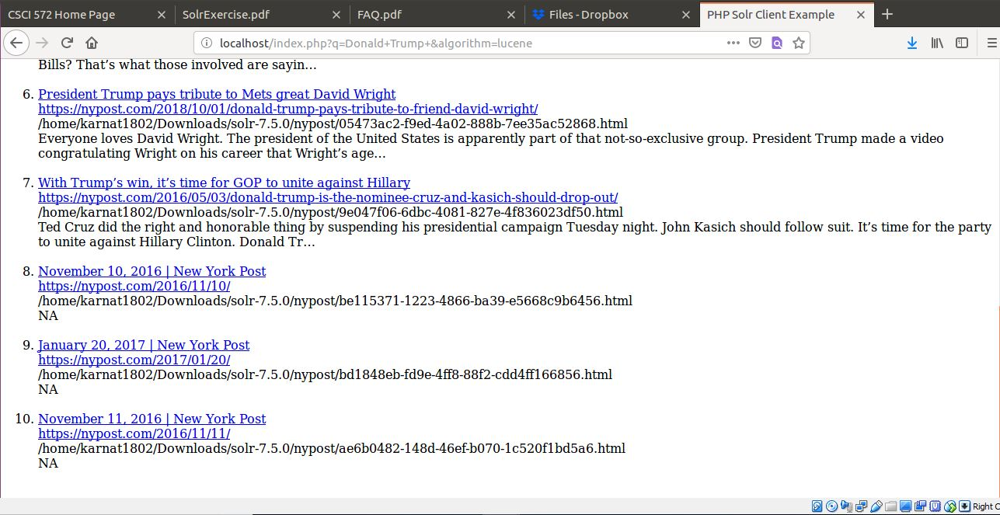 CSCI 572 Home Page
SolrExercise.pdf
FAQ.pdf
Files - Dropbox
PHP Solr Client Example
localhost/index.php?q=Donald+Trump+&algorithm=lucene
Bills? That’s what those involved are sayin…
6. President Trump pays tribute to Mets great David Wright
https://nypost.com/2018/10/01/donald-trump-pays-tribute-to-friend-david-wright/
/home/karnat1802/Downloads/solr-7.5.0/nypost/05473ac2-f9ed-4a02-888b-7ee35ac52868.html
Everyone loves David Wright. The president of the United States is apparently part of that not-so-exclusive group. President Trump made a video
congratulating Wright on his career that Wright’s age…
7. With Trump’s win, it’s time for GOP to unite against Hillary
https://nypost.com/2016/05/03/donald-trump-is-the-nominee-cruz-and-kasich-should-drop-out/
/home/karnat1802/Downloads/solr-7.5.0/nypost/9e047f06-6dbc-4081-827e-4f836023df50.html
Ted Cruz did the right and honorable thing by suspending his presidential campaign Tuesday night. John Kasich should follow suit. It’s time for the party
to unite against Hillary Clinton. Donald Tr…
8. November 10, 2016 | New York Post
https://nypost.com/2016/11/10/
/home/karnat1802/Downloads/solr-7.5.0/nypost/be115371-1223-4866-ba39-e5668c9b6456.html
NA
9. January 20, 2017 | New York Post
https://nypost.com/2017/01/20/
/home/karnat1802/Downloads/solr-7.5.0/nypost/bd1848eb-fd9e-4ff8-88f2-cdd4ff166856.html
NA
10. November 11, 2016 | New York Post
https://nypost.com/2016/11/11/
/home/karnat1802/Downloads/solr-7.5.0/nypost/ae6b0482-148d-46ef-b070-1c520f1bd5a6.html
NA
Right C